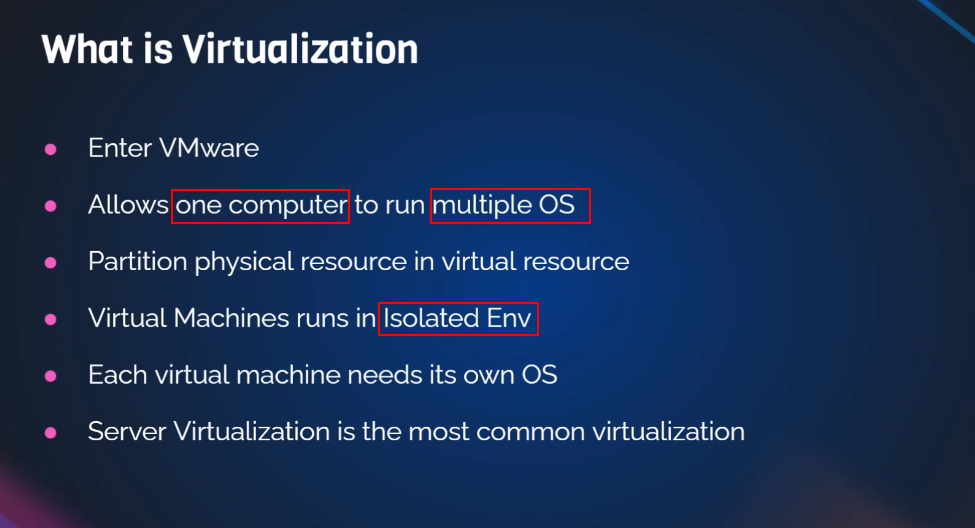 What is Virtualization
Enter VMware
Allows one computer to run multiple OS
Partition physical resource in virtual resource
Virtual Machines runs in Isolated Env
Each virtual machine needs its own OS
Server Virtualization is the most common virtualization